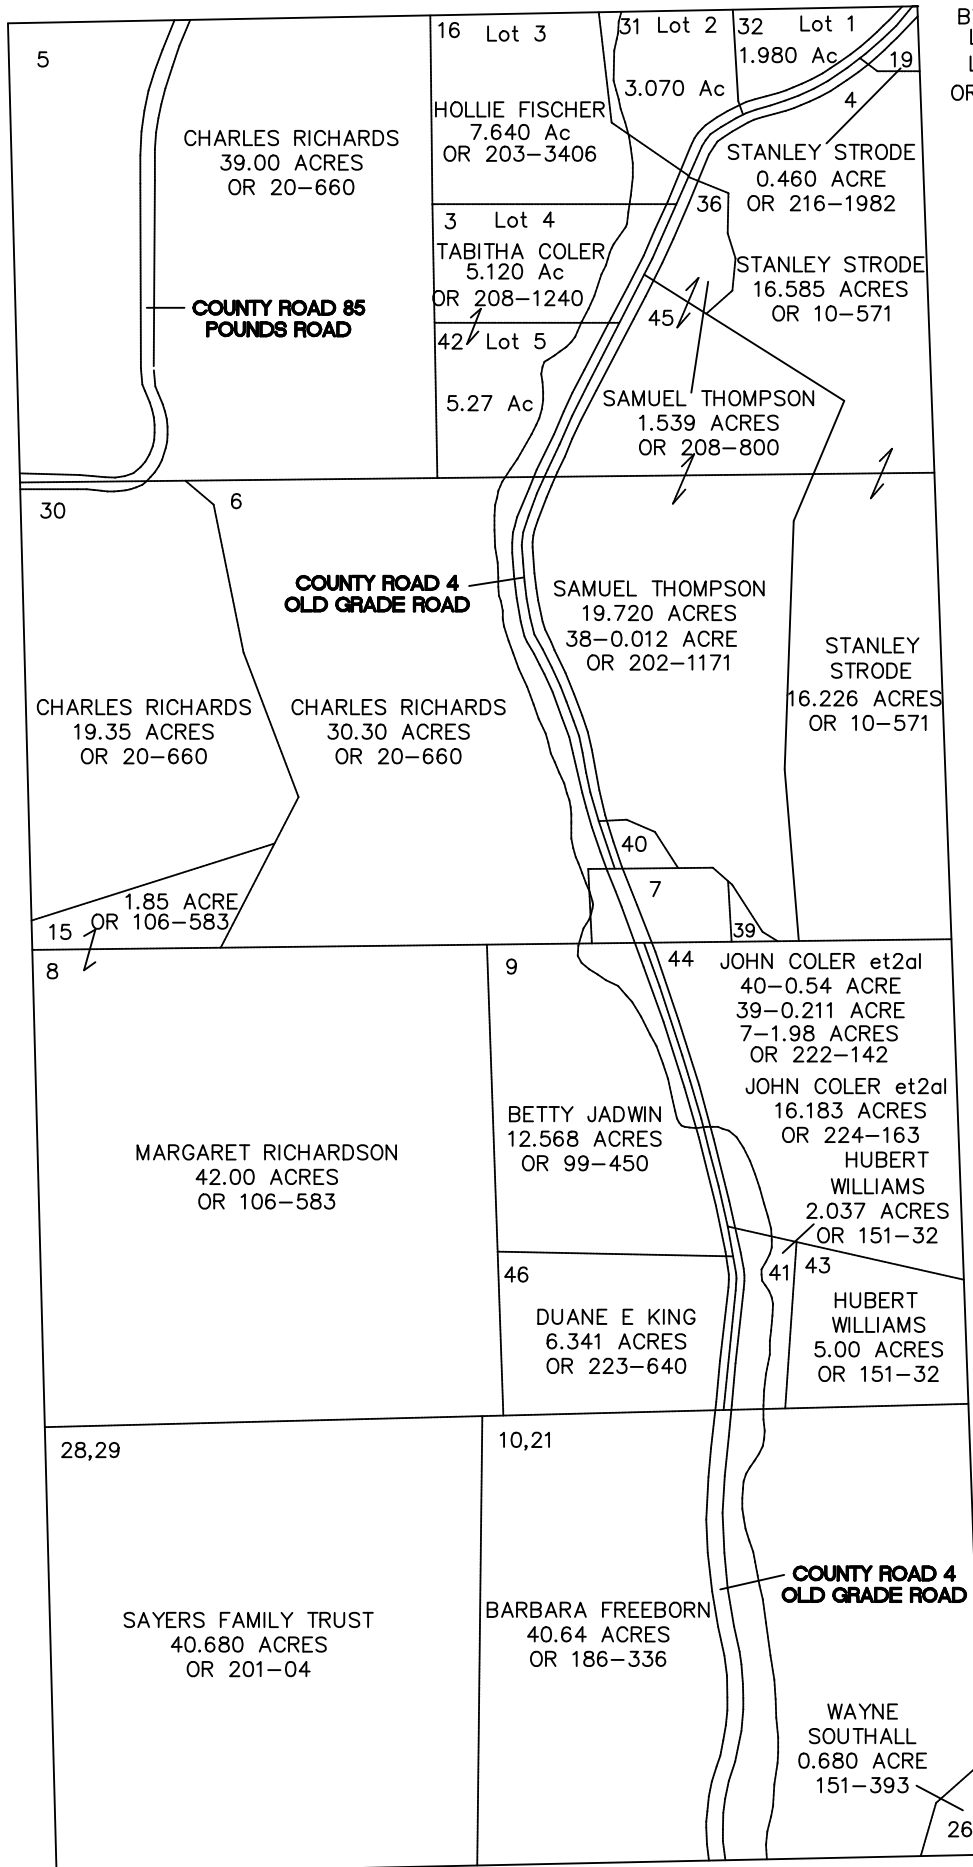 5
CHARLES RICHARDS
39.00 ACRES
OR 20-660
COUNTY ROAD 85
POUNDS ROAD
16 Lot 3
HOLLIE FISCHER
7.640 Ac
OR 203-3406
31 Lot 2
3.070 Ac
32 Lot 1
1.980 Ac
19
4
B
L
L
OR
STANLEY STRODE
0.460 ACRE
OR 216-1982
36
3 Lot 4
TABITHA COLER
5.120 Ac
OR 208-1240
STANLEY STRODE
16.585 ACRES
OR 10-571
45
42 Lot 5
5.27 Ac
SAMUEL THOMPSON
1.539 ACRES
OR 208-800
30
6
COUNTY ROAD 4
OLD GRADE ROAD
SAMUEL THOMPSON
19.720 ACRES
38-0.012 ACRE
OR 202-1171
STANLEY
STRODE
16.226 ACRES
OR 10-571
CHARLES RICHARDS
19.35 ACRES
OR 20-660
CHARLES RICHARDS
30.30 ACRES
OR 20-660
40
7
39
1.85 ACRE
OR 106-583
15
8
9
44
JOHN COLER et2al
40-0.54 ACRE
39-0.211 ACRE
7-1.98 ACRES
OR 222-142
JOHN COLER et2al
16.183 ACRES
OR 224-163
MARGARET RICHARDSON
42.00 ACRES
OR 106-583
BETTY JADWIN
12.568 ACRES
OR 99-450
HUBERT
WILLIAMS
2.037 ACRES
OR 151-32
41
43
46
DUANE E KING
6.341 ACRES
OR 223-640
HUBERT
WILLIAMS
5.00 ACRES
OR 151-32
28,29
10,21
COUNTY ROAD 4
OLD GRADE ROAD
SAYERS FAMILY TRUST
40.680 ACRES
OR 201-04
BARBARA FREEBORN
40.64 ACRES
OR 186-336
WAYNE
SOUTHALL
0.680 ACRE
151-393
26